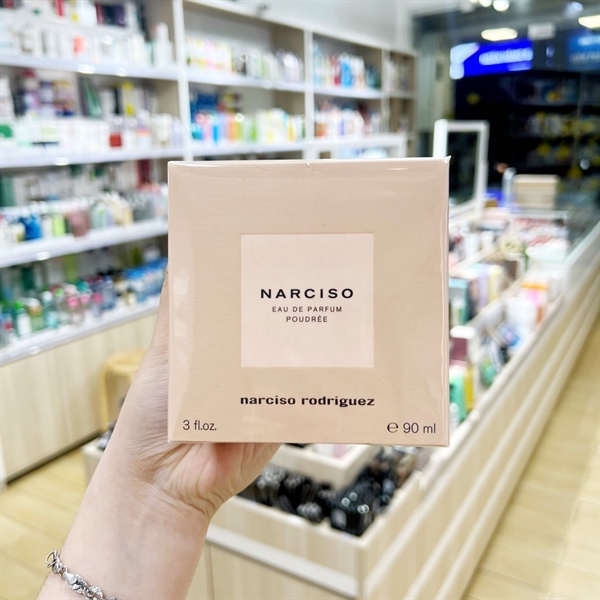 NARCISO
EAU DE PARFUM
POUDRÉE
narciso rodriguez
3 fl.oz. ℮ 90 ml